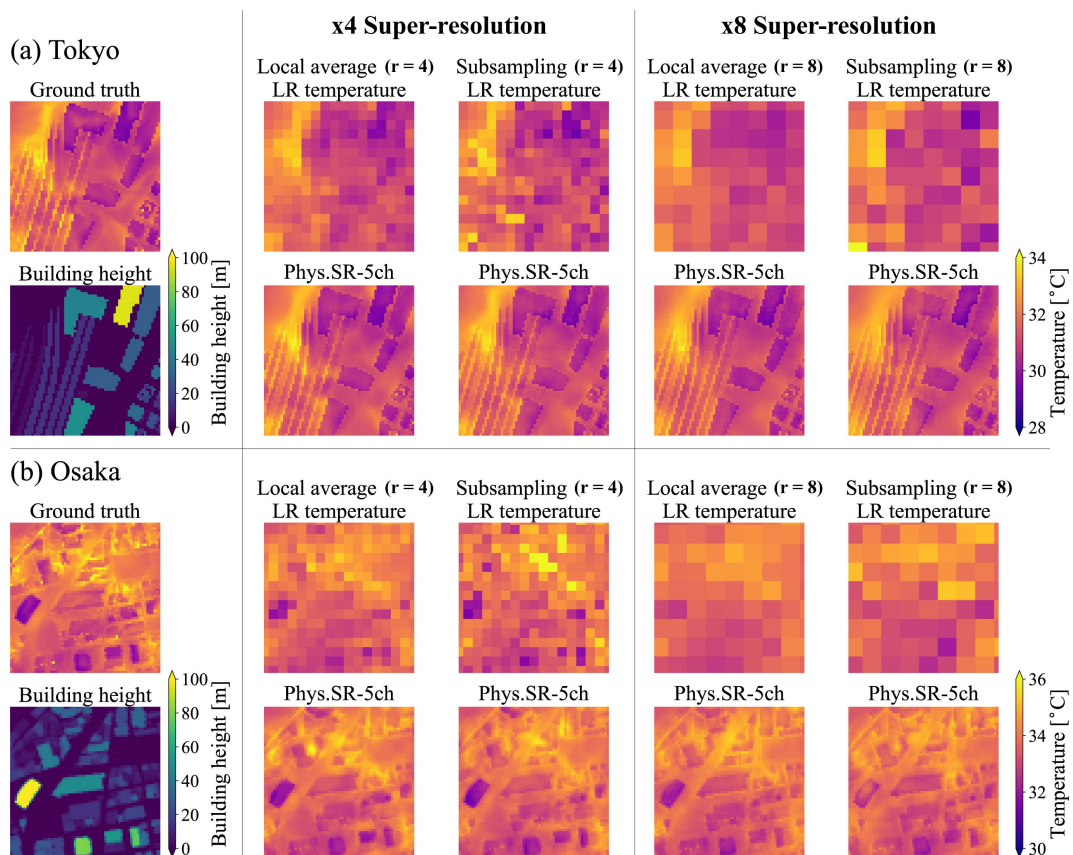 x4 Super-resolution
x8 Super-resolution
(a) Tokyo
Ground truth
Local average (r = 4)
LR temperature
Subsampling (r = 4)
LR temperature
Local average (r = 8)
LR temperature
Subsampling (r = 8)
LR temperature
Building height
100
80
60
40
20
0
Building height [m]
Phys.SR-5ch
Phys.SR-5ch
Phys.SR-5ch
Phys.SR-5ch
34
32
30
28
Temperature [°C]
(b) Osaka
Ground truth
Local average (r = 4)
LR temperature
Subsampling (r = 4)
LR temperature
Local average (r = 8)
LR temperature
Subsampling (r = 8)
LR temperature
Building height
100
80
60
40
20
0
Building height [m]
Phys.SR-5ch
Phys.SR-5ch
Phys.SR-5ch
Phys.SR-5ch
36
34
32
30
Temperature [°C]